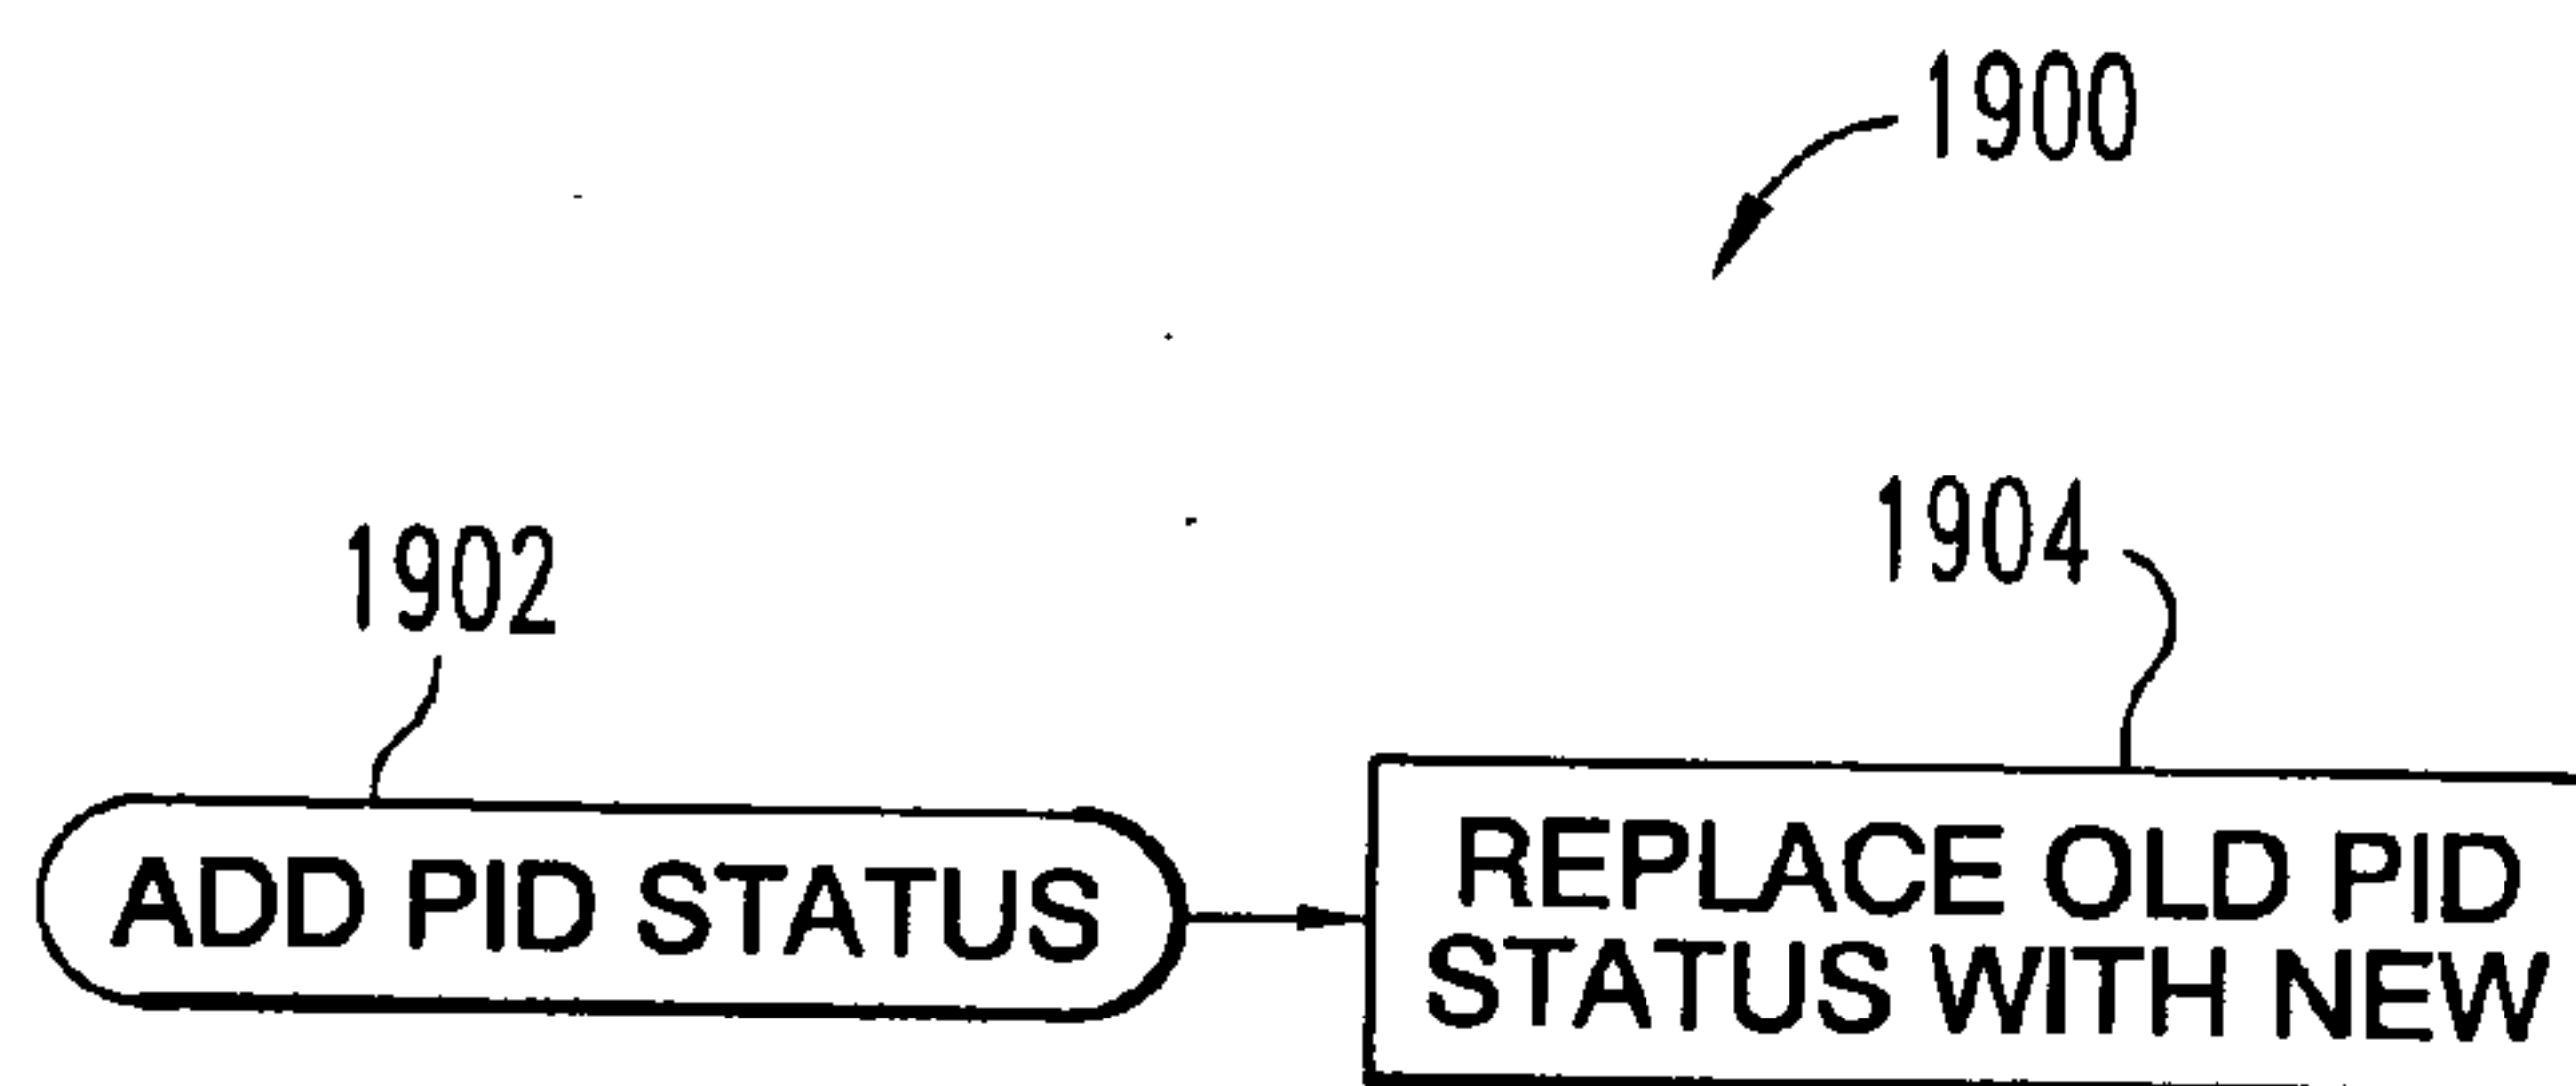 1900
1902
1904
ADD PID STATUS
REPLACE OLD PID
STATUS WITH NEW